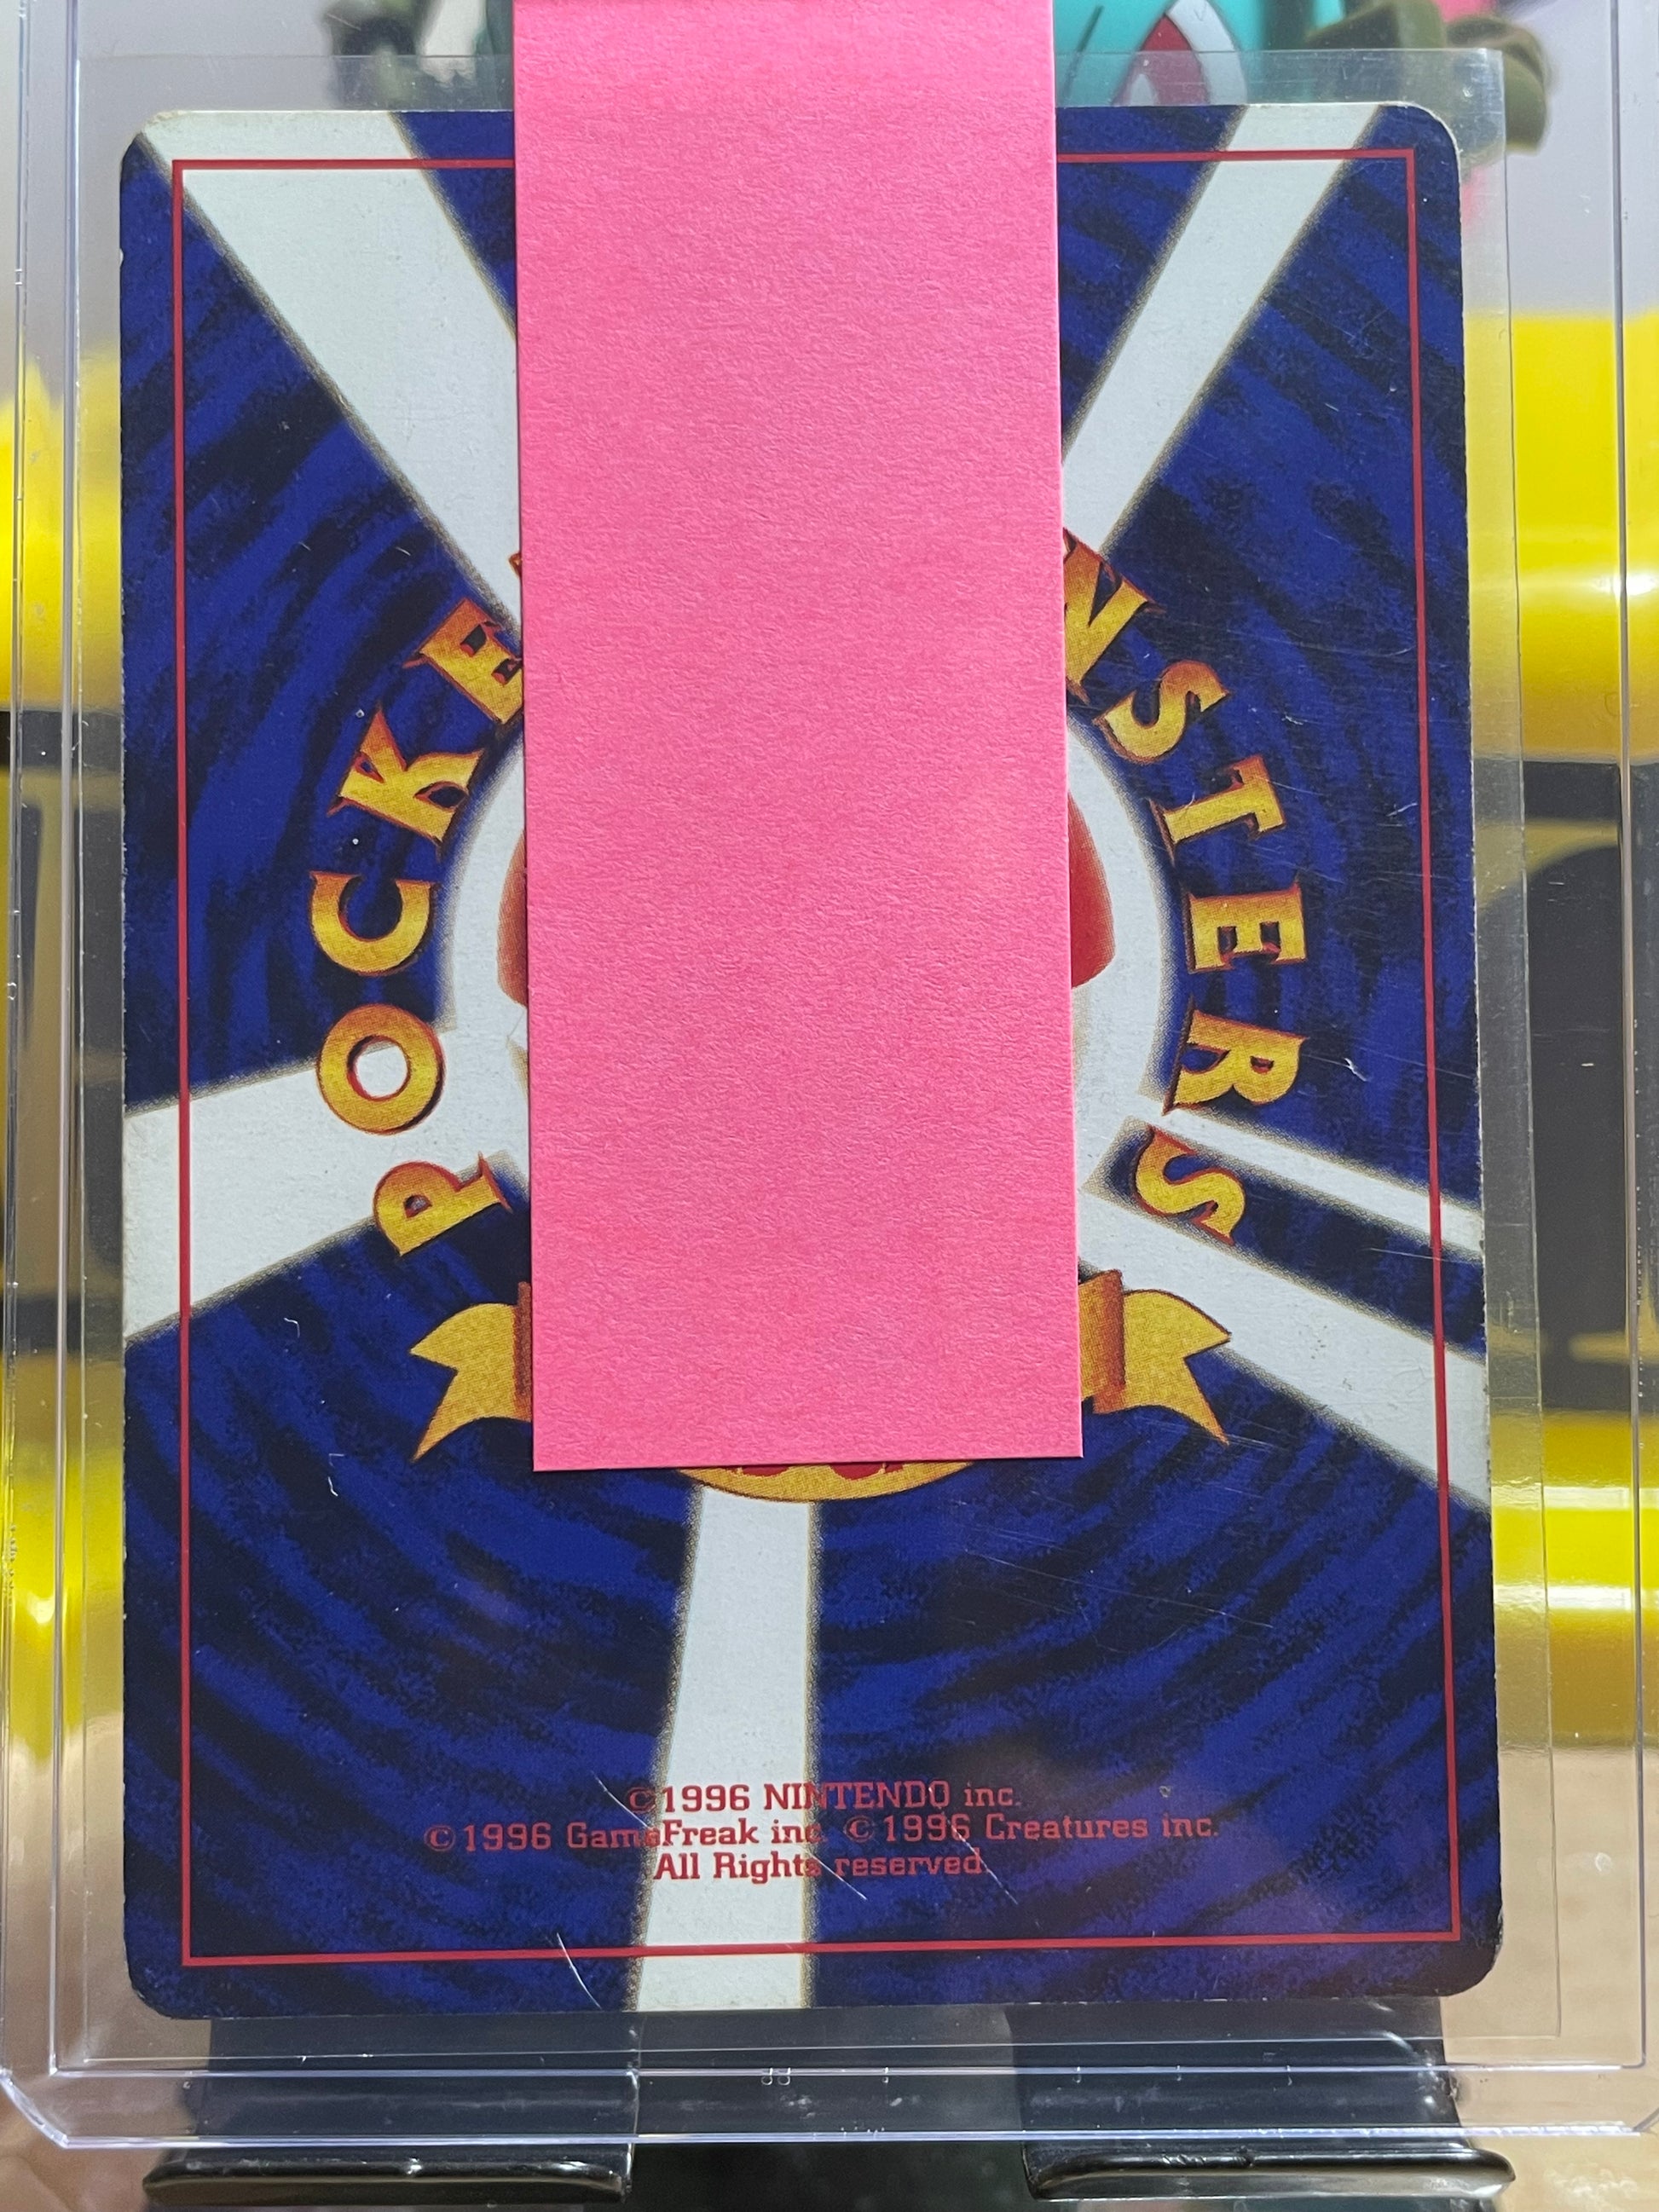 POCKE
NSTERS
©1996 NINTENDO inc.
©1996 GameFreak inc. ©1996 Creatures inc.
All Rights reserved.